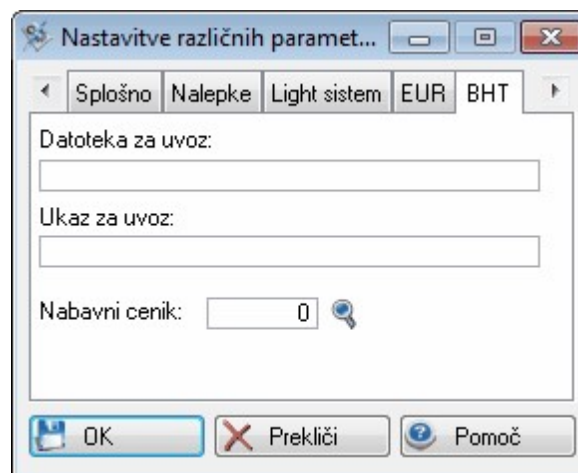 Nastavitve različnih paramet...
Splošno Nalepke Light sistem EUR BHT
Datoteka za uvoz:
Ukaz za uvoz:
Nabavni cenik: 0
OK Prekliči Pomoč